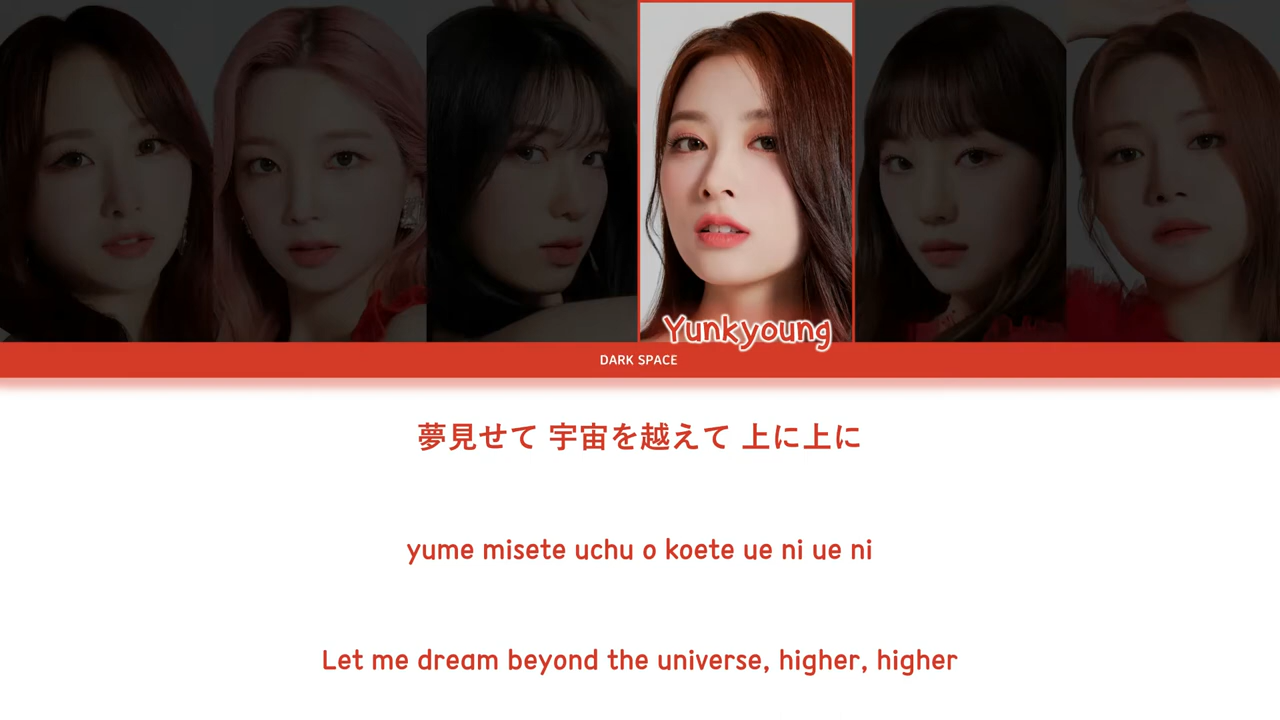 Yunkyoung
DARK SPACE
夢見せて 宇宙を越えて 上に上に
yume misete uchu o koete ue ni ue ni
Let me dream beyond the universe, higher, higher